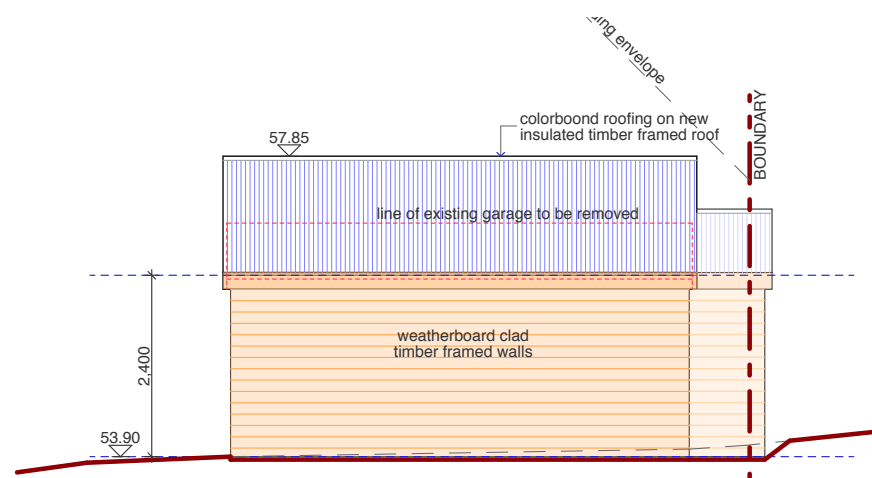 envelope
BOUNDARY
colorboond roofing on new
insulated timber framed roof
57.85
line of existing garage to be removed
weatherboard clad
timber framed walls
2,400
53.90